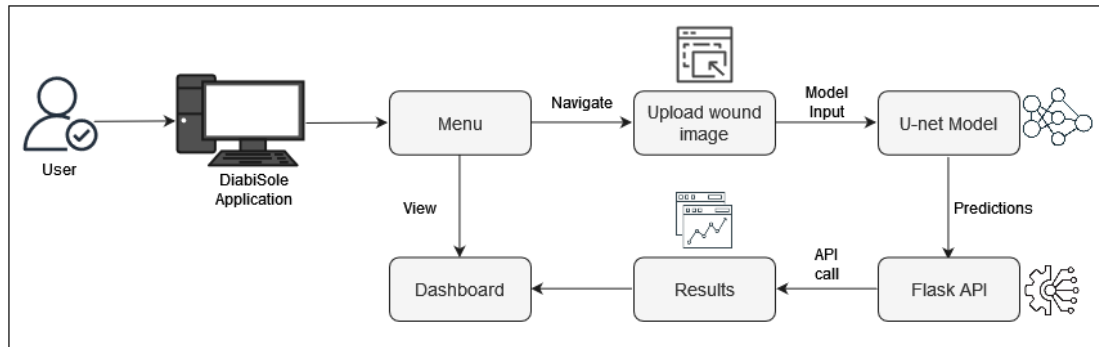 User
DiabiSole
Application
Menu
Navigate
Upload wound
image
Model
Input
U-net Model
View
Predictions
Dashboard
Results
API
call
Flask API